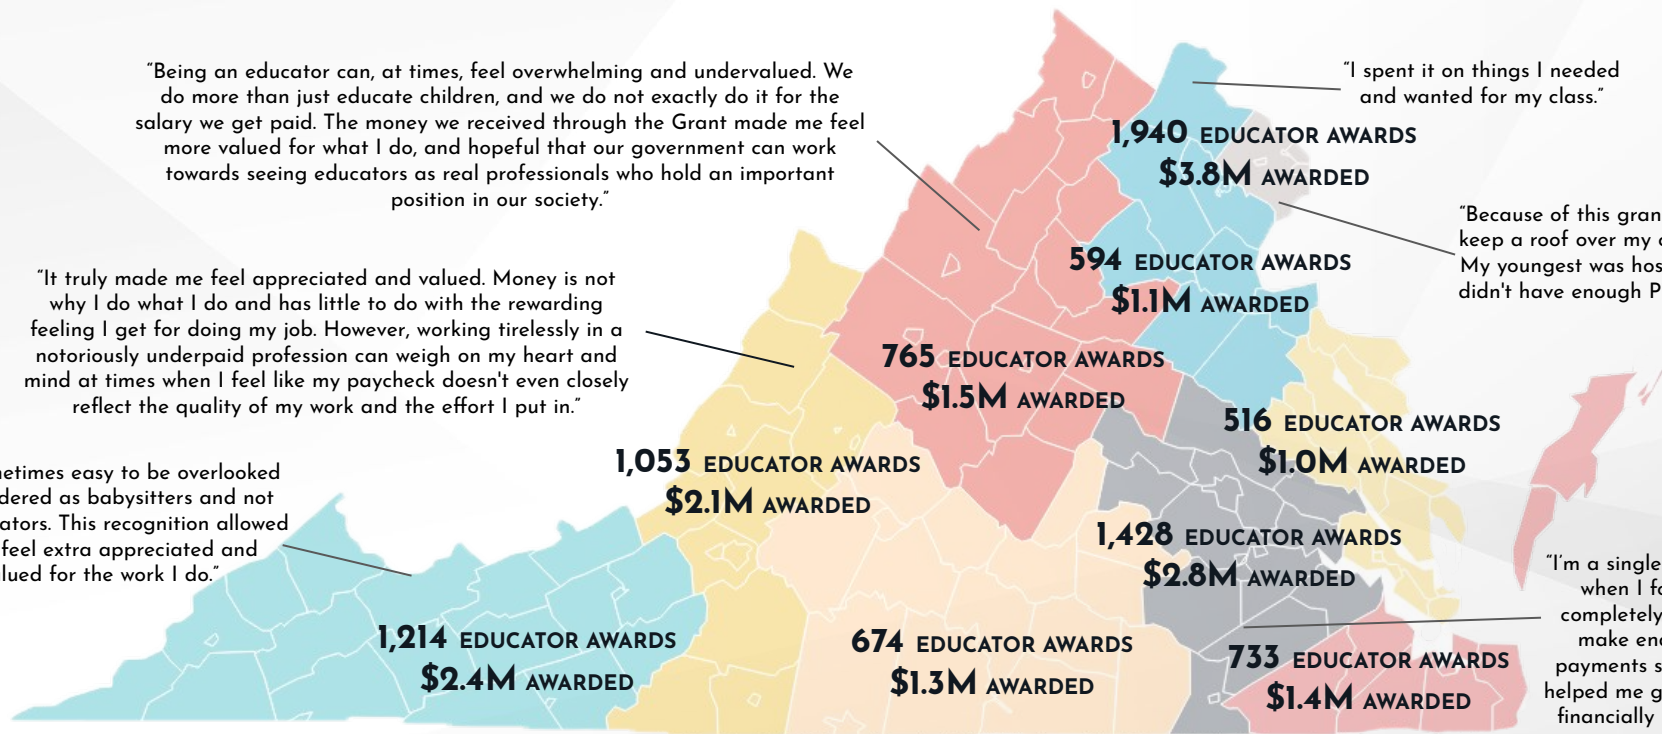 “Being an educator can, at times, feel overwhelming and undervalued. We
do more than just educate children, and we do not exactly do it for the
salary we get paid. The money we received through the Grant made me feel
more valued for what I do, and hopeful that our government can work
towards seeing educators as real professionals who hold an important
position in our society.”
“I spent it on things I needed
and wanted for my class.”
1,940 EDUCATOR AWARDS
$3.8M AWARDED
“Because of this
keep a roof over my
My youngest was
didn't have enough
594 EDUCATOR AWARDS
$1.1M AWARDED
“It truly made me feel appreciated and valued. Money is not
why I do what I do and has little to do with the rewarding
feeling I get for doing my job. However, working tirelessly in a
notoriously underpaid profession can weigh on my heart and
mind at times when I feel like my paycheck doesn't even closely
reflect the quality of my work and the effort I put in.”
765 EDUCATOR AWARDS
$1.5M AWARDED
516 EDUCATOR AWARDS
$1.0M AWARDED
1,053 EDUCATOR AWARDS
$2.1M AWARDED
easy to be overlooked
as babysitters and not
This recognition allowed
feel extra appreciated and
for the work I do.”
1,428 EDUCATOR AWARDS
$2.8M AWARDED
“I'm a single
when I
completely
make
payments
helped me
financially
1,214 EDUCATOR AWARDS
$2.4M AWARDED
674 EDUCATOR AWARDS
$1.3M AWARDED
733 EDUCATOR AWARDS
$1.4M AWARDED